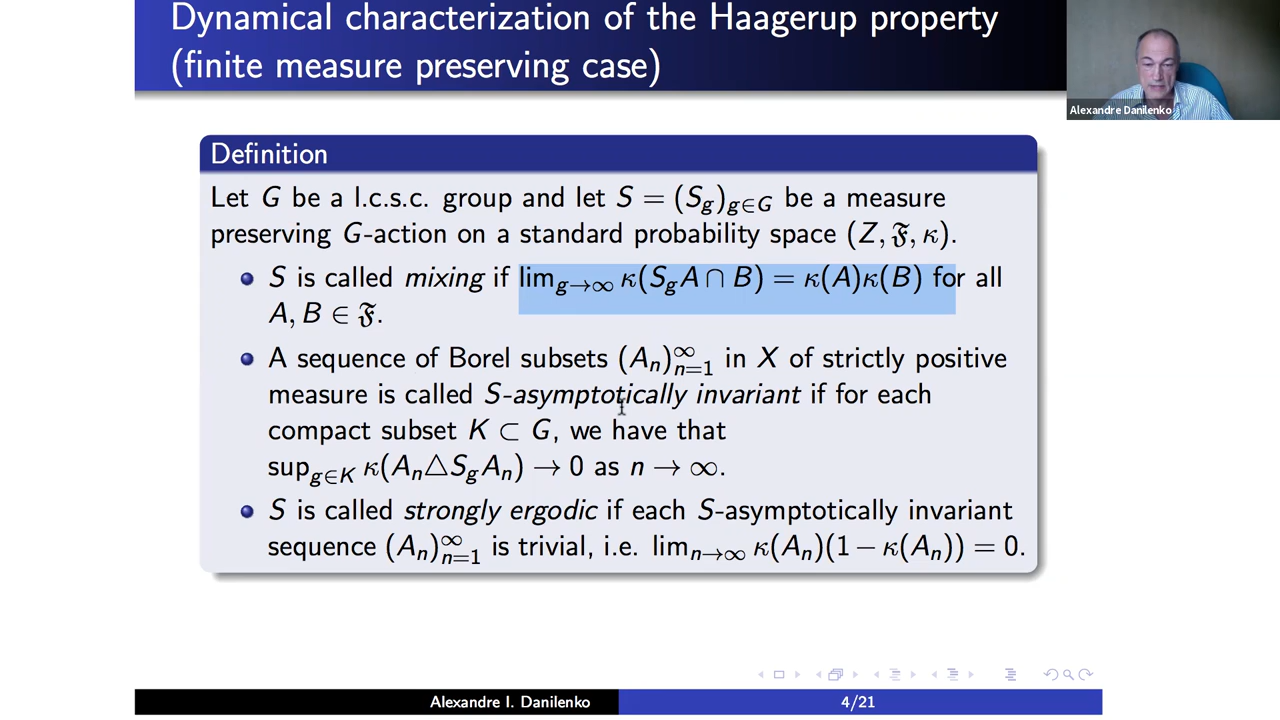 Dynamical characterization of the Haagerup property
(finite measure preserving case)
Alexandre Danilenko
Definition
Let G be a l.c.s.c. group and let S = (S_g)_{g∈G} be a measure
preserving G-action on a standard probability space (Z, 𝔉, κ).
S is called mixing if lim_{g→∞} κ(S_gA ∩ B) = κ(A)κ(B) for all
A, B ∈ 𝔉.
A sequence of Borel subsets (A_n)_{n=1}^∞ in X of strictly positive
measure is called S-asymptotically invariant if for each
compact subset K ⊂ G, we have that
sup_{g∈K} κ(A_n△S_gA_n) → 0 as n → ∞.
S is called strongly ergodic if each S-asymptotically invariant
sequence (A_n)_{n=1}^∞ is trivial, i.e. lim_{n→∞} κ(A_n)(1 − κ(A_n)) = 0.
Alexandre I. Danilenko
4/21